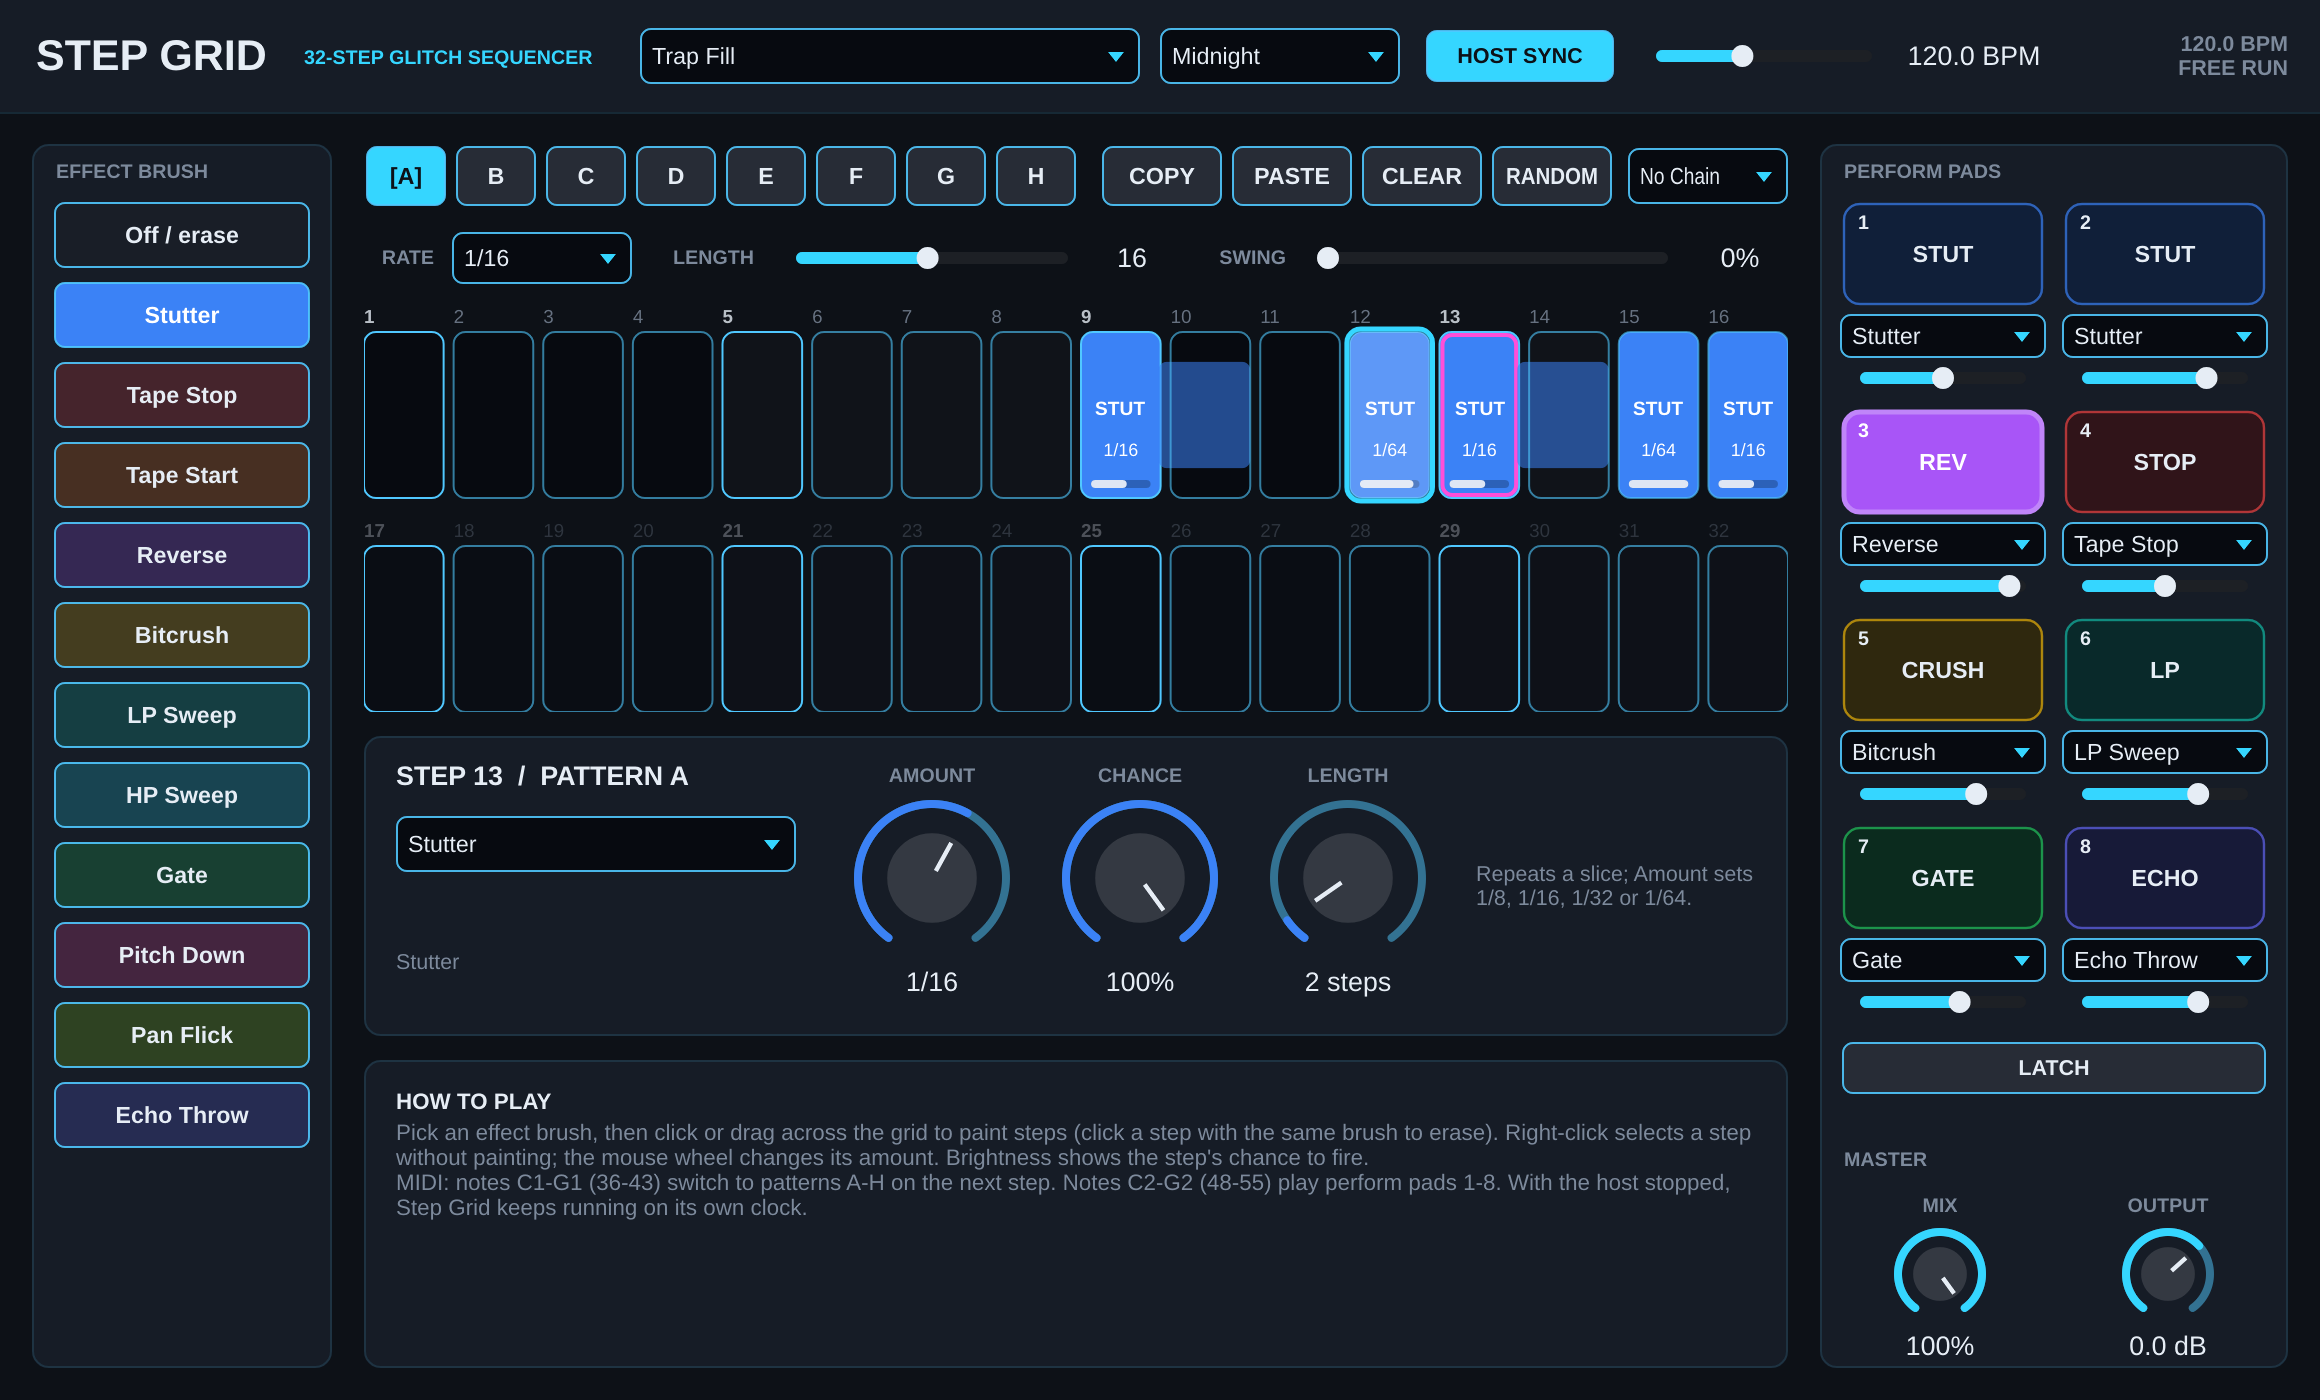 STEP GRID
32-STEP GLITCH SEQUENCER
Trap Fill
Midnight
HOST SYNC
120.0 BPM
120.0 BPM
FREE RUN
EFFECT BRUSH
Off / erase
Stutter
Tape Stop
Tape Start
Reverse
Bitcrush
LP Sweep
HP Sweep
Gate
Pitch Down
Pan Flick
Echo Throw
[A]
B
C
D
E
F
G
H
COPY
PASTE
CLEAR
RANDOM
No Chain
RATE
1/16
LENGTH
16
SWING
0%
1 2 3 4 5 6 7 8 9 10 11 12 13 14 15 16
STUT STUT STUT STUT STUT
1/16 1/64 1/16 1/64 1/16
17 18 19 20 21 22 23 24 25 26 27 28 29 30 31 32
STEP 13 / PATTERN A
Stutter
Stutter
AMOUNT
1/16
CHANCE
100%
LENGTH
2 steps
Repeats a slice; Amount sets
1/8, 1/16, 1/32 or 1/64.
HOW TO PLAY
Pick an effect brush, then click or drag across the grid to paint steps (click a step with the same brush to erase). Right-click selects a step
without painting; the mouse wheel changes its amount. Brightness shows the step's chance to fire.
MIDI: notes C1-G1 (36-43) switch to patterns A-H on the next step. Notes C2-G2 (48-55) play perform pads 1-8. With the host stopped,
Step Grid keeps running on its own clock.
PERFORM PADS
1
STUT
Stutter
2
STUT
Stutter
3
REV
Reverse
4
STOP
Tape Stop
5
CRUSH
Bitcrush
6
LP
LP Sweep
7
GATE
Gate
8
ECHO
Echo Throw
LATCH
MASTER
MIX
100%
OUTPUT
0.0 dB